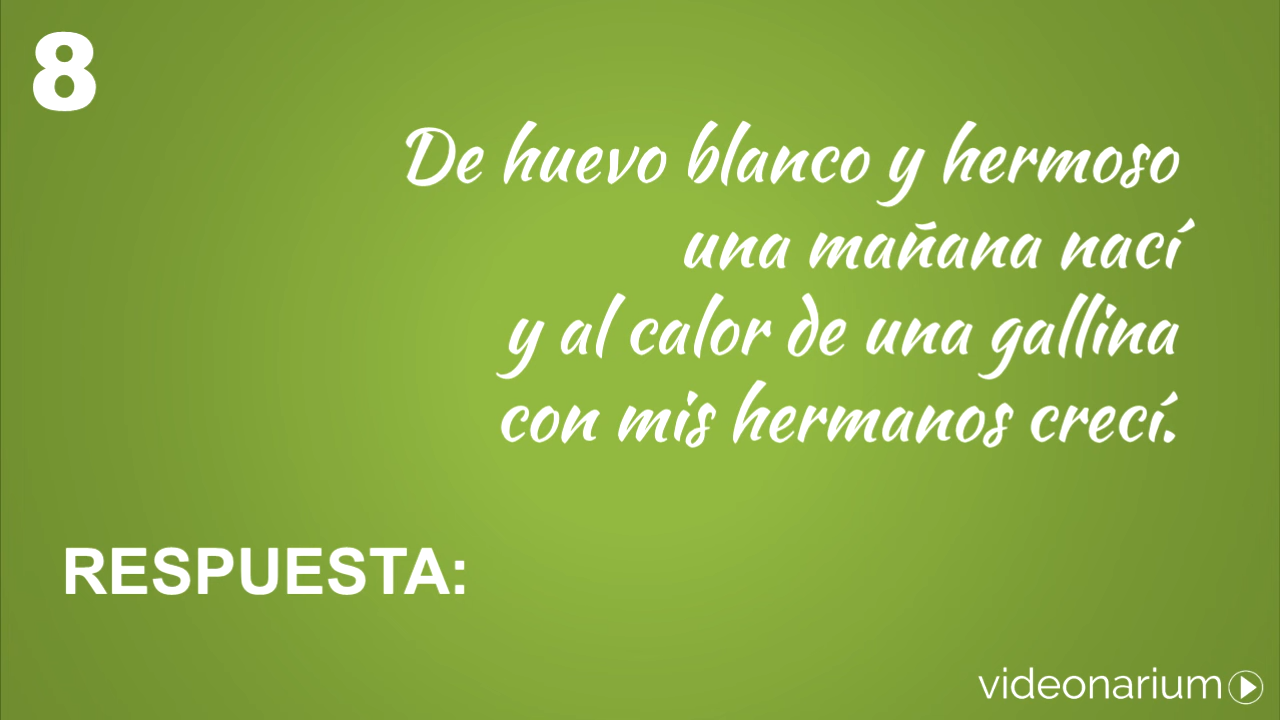 8
De huevo blanco y hermoso
una mañana nací
y al calor de una gallina
con mis hermanos crecí.
RESPUESTA:
videonarium